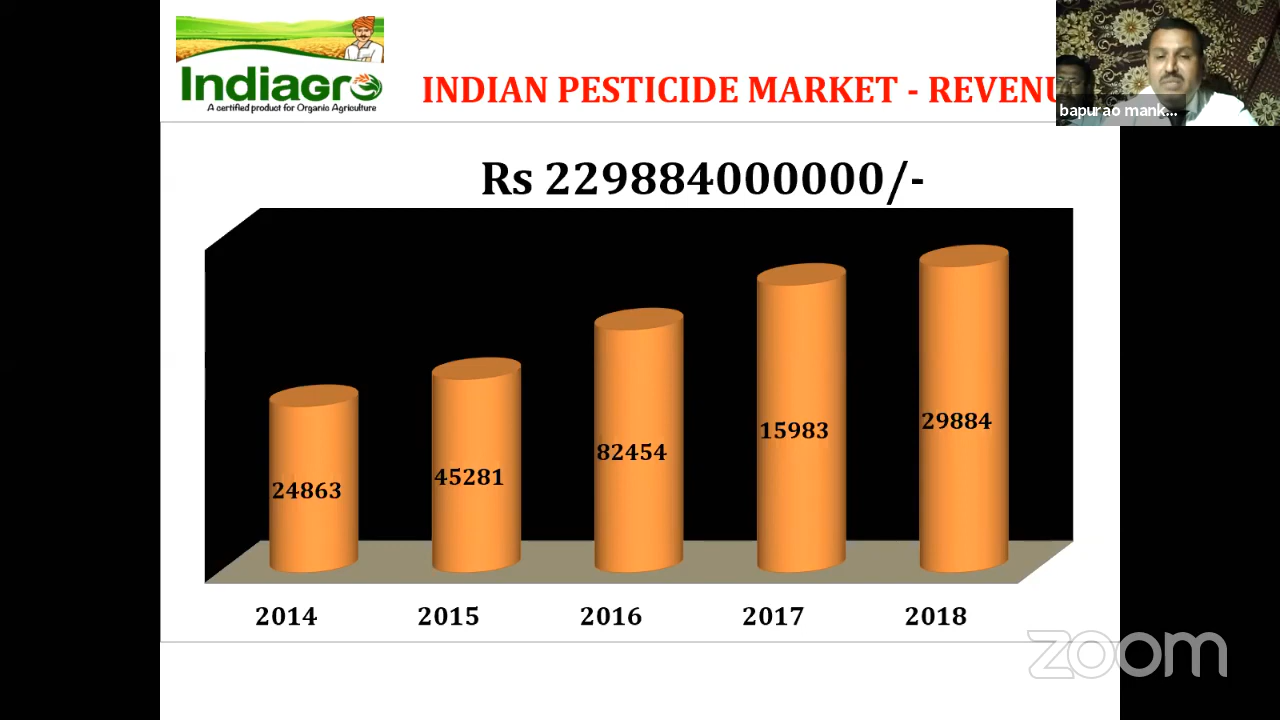 Indiagro
A certified product for Organic Agriculture
INDIAN PESTICIDE MARKET - REVENU
bapurao mank...
Rs 229884000000/-
24863
45281
82454
15983
29884
2014 2015 2016 2017 2018
zoom